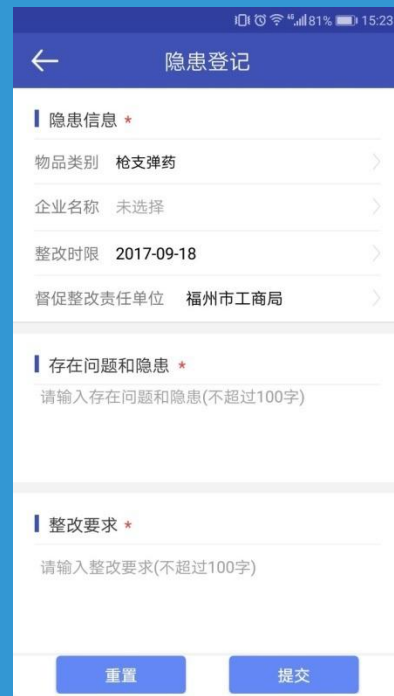 81% 15:23
隐患登记
隐患信息 *
物品类别 枪支弹药
企业名称 未选择
整改时限 2017-09-18
督促整改责任单位 福州市工商局
存在问题和隐患 *
请输入存在问题和隐患(不超过100字)
整改要求 *
请输入整改要求(不超过100字)
重置 提交